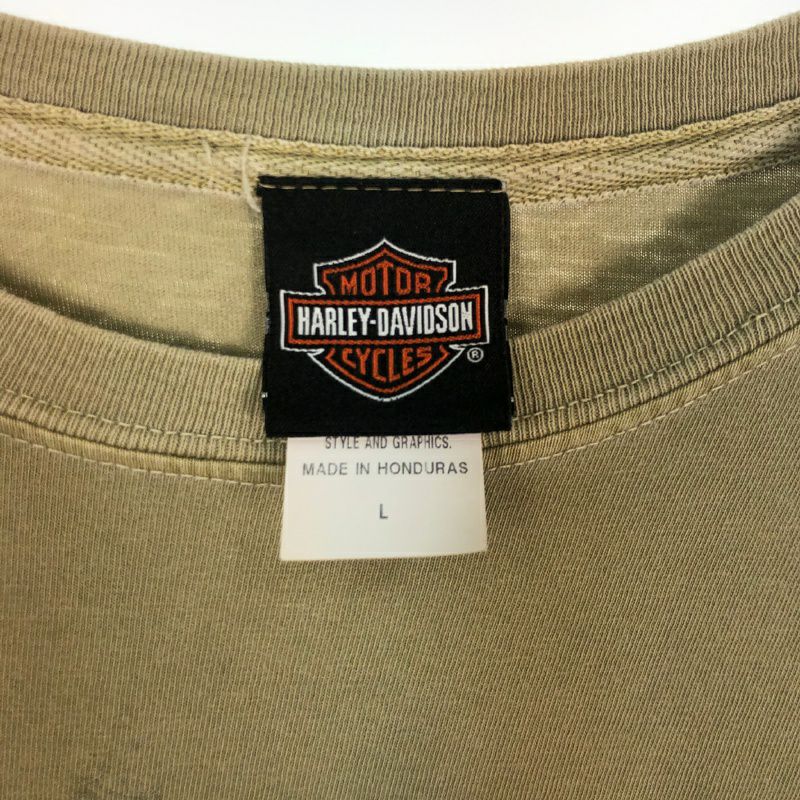 MOTOR
HARLEY-DAVIDSON
CYCLES
®
STYLE AND GRAPHICS.
MADE IN HONDURAS
L